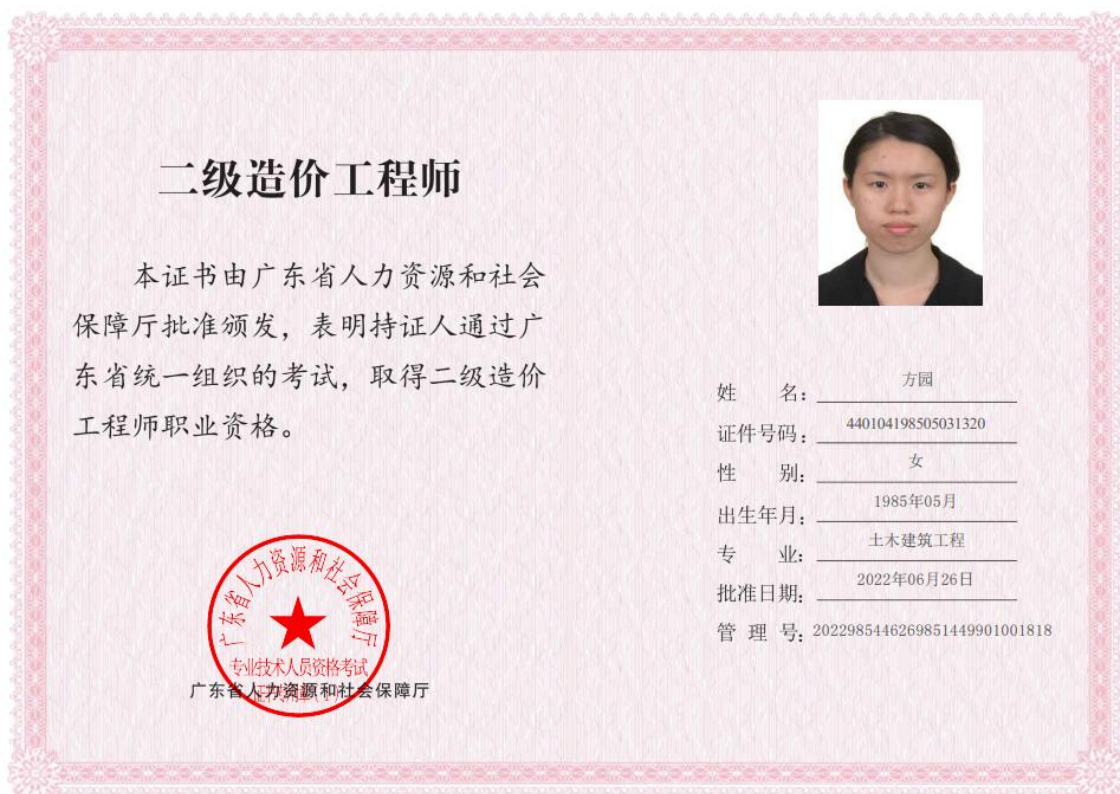 二级造价工程师
本证书由广东省人力资源和社会
保障厅批准颁发，表明持证人通过广
东省统一组织的考试，取得二级造价
工程师职业资格。
广东省人力资源和社会保障厅
专业技术人员资格考试
广东省人力资源和社会保障厅
姓 名：方园
证件号码：440104198505031320
性 别：女
出生年月：1985年05月
专 业：土木建筑工程
批准日期：2022年06月26日
管 理 号：2022985446269851449901001818